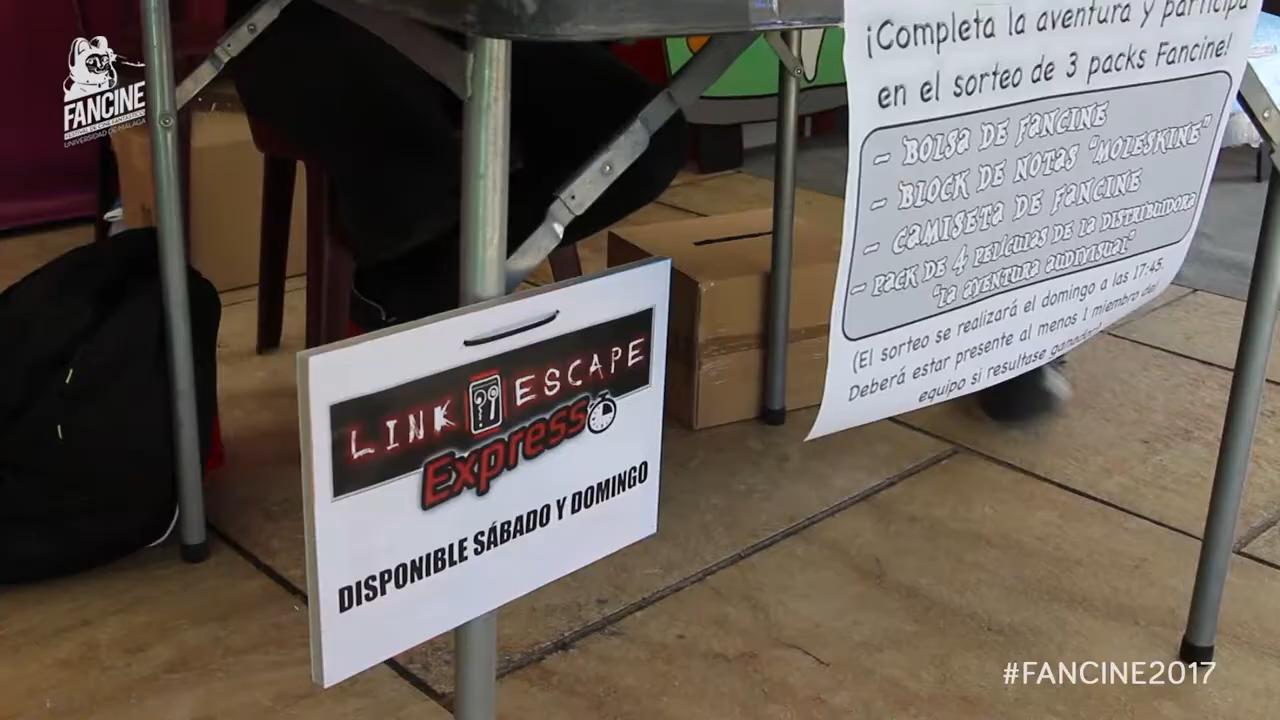 FANCINE
FESTIVAL DE CINE FANTÁSTICO
UNIVERSIDAD DE MÁLAGA
¡Completa la aventura y participa
en el sorteo de 3 packs Fancine!
- BOLSA DE FANCINE
- BLOCK DE NOTAS "MOLESKINE"
- CAMISETA DE FANCINE
- PACK DE 4 PELÍCULAS DE LA DISTRIBUIDORA
"LA AVENTURA AUDIVISUAL"
(El sorteo se realizará el domingo a las 17:45.
Deberá estar presente al menos 1 miembro del
equipo si resultase
LINK ESCAPE
Express
DISPONIBLE SÁBADO Y DOMINGO
#FANCINE2017